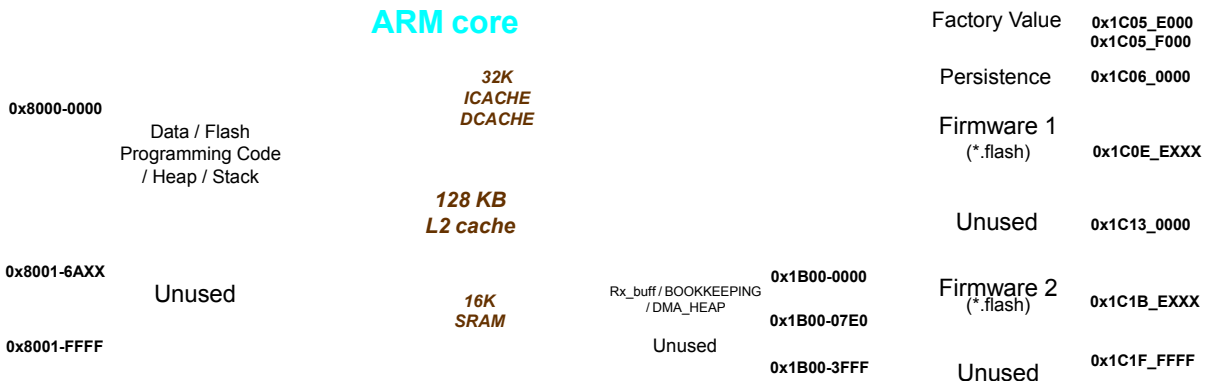 ARM core
32K
ICACHE
DCACHE
128 KB
L2 cache
16K
SRAM
0x8000-0000
Data / Flash
Programming Code
/ Heap / Stack
0x8001-6AXX
Unused
0x8001-FFFF
Rx_buff / BOOKKEEPING
/ DMA_HEAP
Unused
0x1B00-0000
0x1B00-07E0
0x1B00-3FFF
Factory Value
0x1C05_E000
0x1C05_F000
Persistence
0x1C06_0000
Firmware 1
(*.flash)
0x1C0E_EXXX
Unused
0x1C13_0000
Firmware 2
(*.flash)
0x1C1B_EXXX
Unused
0x1C1F_FFFF